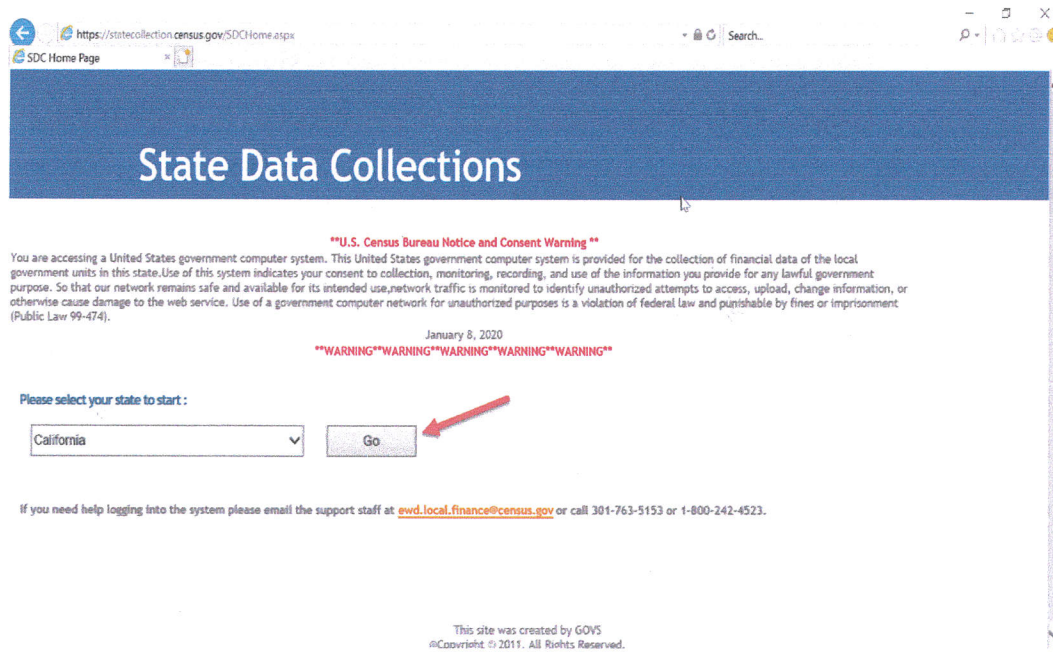 https://statecollection.census.gov/SDCHome.aspx
Search...
SDC Home Page
State Data Collections
**U.S. Census Bureau Notice and Consent Warning **
You are accessing a United States government computer system. This United States government computer system is provided for the collection of financial data of the local
government units in this state.Use of this system indicates your consent to collection, monitoring, recording, and use of the information you provide for any lawful government
purpose. So that our network remains safe and available for its intended use,network traffic is monitored to identify unauthorized attempts to access, upload, change information, or
otherwise cause damage to the web service. Use of a government computer network for unauthorized purposes is a violation of federal law and punishable by fines or imprisonment
(Public Law 99-474).
January 8, 2020
**WARNING**WARNING**WARNING**WARNING**WARNING**
Please select your state to start :
California
Go
If you need help logging into the system please email the support staff at ewd.local.finance@census.gov or call 301-763-5153 or 1-800-242-4523.
This site was created by GOVS
©Copyright © 2011. All Rights Reserved.